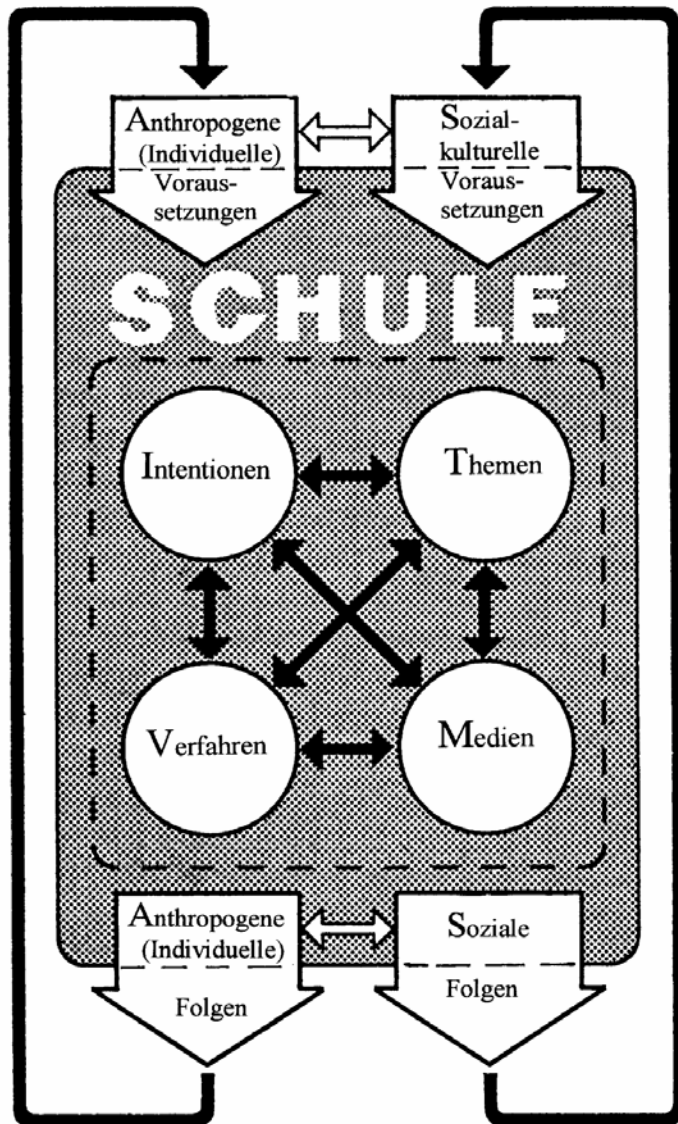 Anthropogene
(Individuelle)
Voraus-
setzungen
Sozial-
kulturelle
Voraus-
setzungen
SCHULE
Intentionen
Themen
Verfahren
Medien
Anthropogene
(Individuelle)
Folgen
Soziale
Folgen